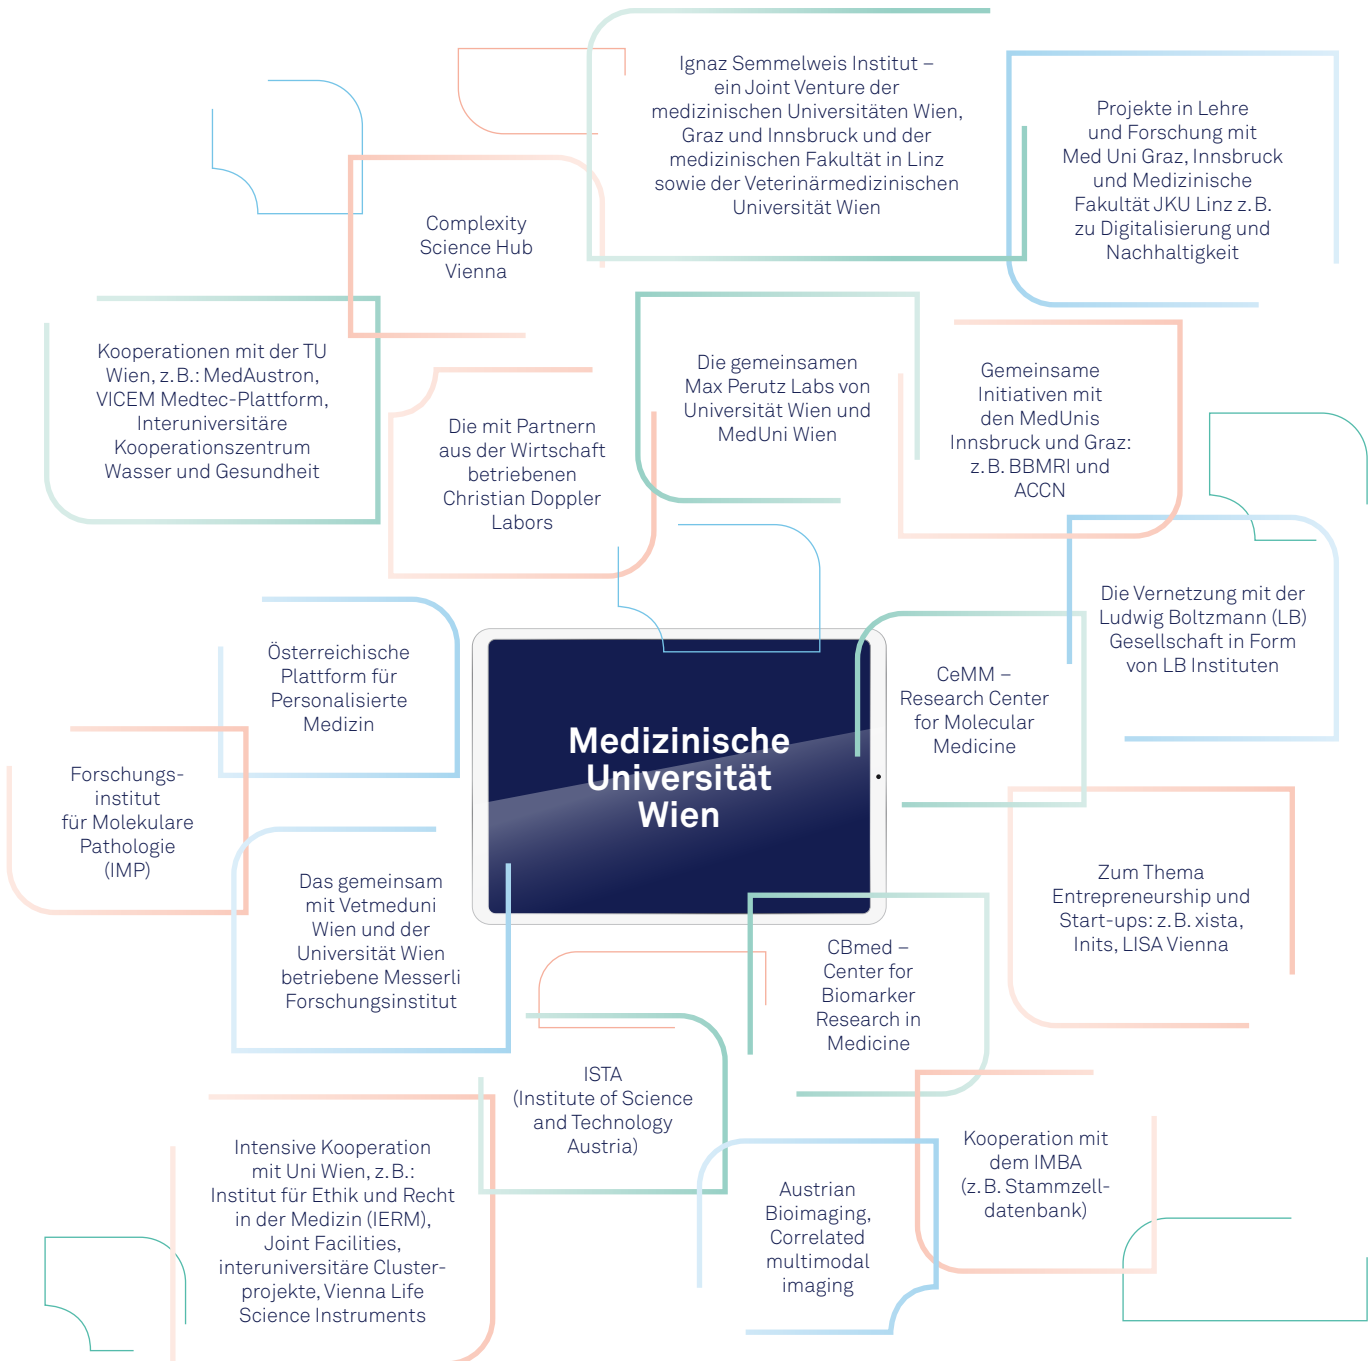 Ignaz Semmelweis Institut –
ein Joint Venture der
medizinischen Universitäten Wien,
Graz und Innsbruck und der
medizinischen Fakultät in Linz
sowie der Veterinärmedizinischen
Universität Wien
Projekte in Lehre
und Forschung mit
Med Uni Graz, Innsbruck
und Medizinische
Fakultät JKU Linz z. B.
zu Digitalisierung und
Nachhaltigkeit
Complexity
Science Hub
Vienna
Kooperationen mit der TU
Wien, z. B.: MedAustron,
VICEM Medtec-Plattform,
Interuniversitäre
Kooperationszentrum
Wasser und Gesundheit
Die mit Partnern
aus der Wirtschaft
betriebenen
Christian Doppler
Labors
Die gemeinsamen
Max Perutz Labs von
Universität Wien und
MedUni Wien
Gemeinsame
Initiativen mit
den MedUnis
Innsbruck und Graz:
z. B. BBMRI und
ACCN
Die Vernetzung mit der
Ludwig Boltzmann (LB)
Gesellschaft in Form
von LB Instituten
Österreichische
Plattform für
Personalisierte
Medizin
CeMM –
Research Center
for Molecular
Medicine
Medizinische
Universität
Wien
Forschungs-
institut
für Molekulare
Pathologie
(IMP)
Das gemeinsam
mit Vetmeduni
Wien und der
Universität Wien
betriebene Messerli
Forschungsinstitut
Zum Thema
Entrepreneurship und
Start-ups: z. B. xista,
Inits, LISA Vienna
CBmed –
Center for
Biomarker
Research in
Medicine
ISTA
(Institute of Science
and Technology
Austria)
Intensive Kooperation
mit Uni Wien, z. B.:
Institut für Ethik und Recht
in der Medizin (IERM),
Joint Facilities,
interuniversitäre Cluster-
projekte, Vienna Life
Science Instruments
Austrian
Bioimaging,
Correlated
multimodal
imaging
Kooperation mit
dem IMBA
(z. B. Stammzell-
datenbank)